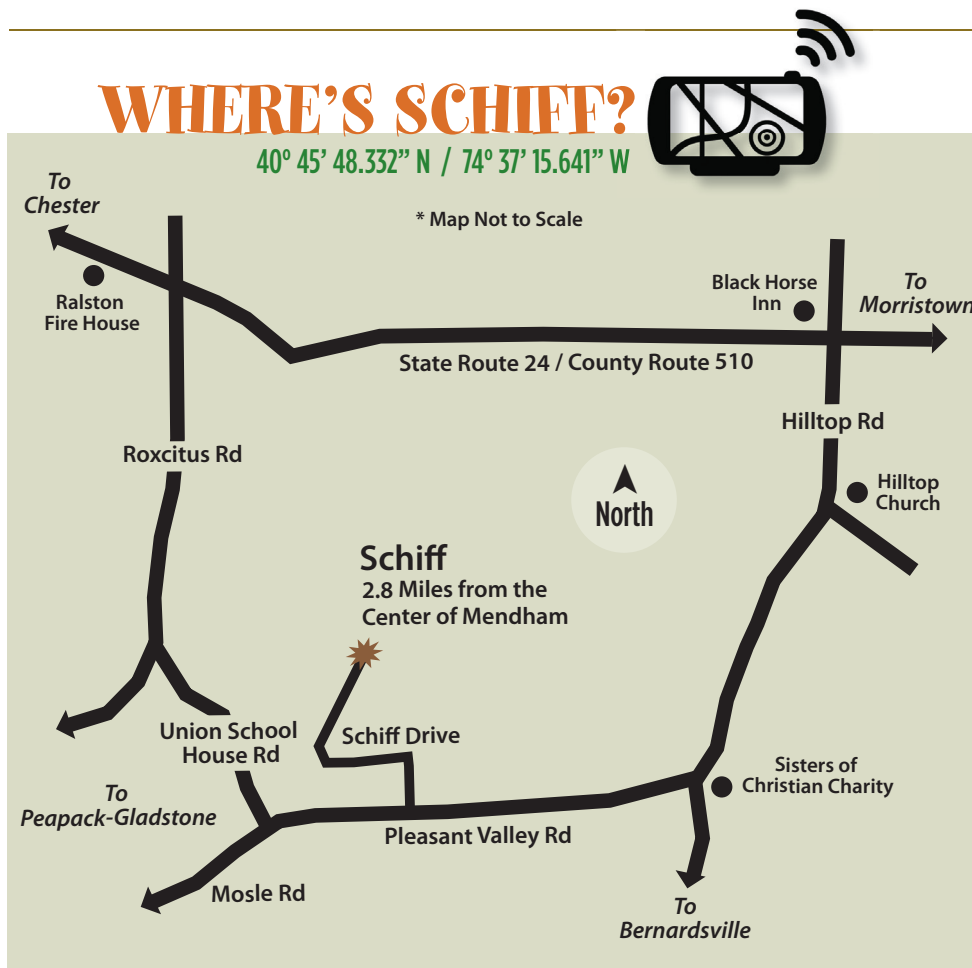 WHERE'S SCHIFF?
40° 45' 48.332" N / 74° 37' 15.641" W
* Map Not to Scale
To
Chester
Ralston
Fire House
Black Horse
Inn
To
Morristown
State Route 24 / County Route 510
Hilltop Rd
Roxcitus Rd
Hilltop
Church
North
Schiff
2.8 Miles from the
Center of Mendham
Union School
House Rd
Schiff Drive
Sisters of
Christian Charity
To
Peapack-Gladstone
Pleasant Valley Rd
Mosle Rd
To
Bernardsville